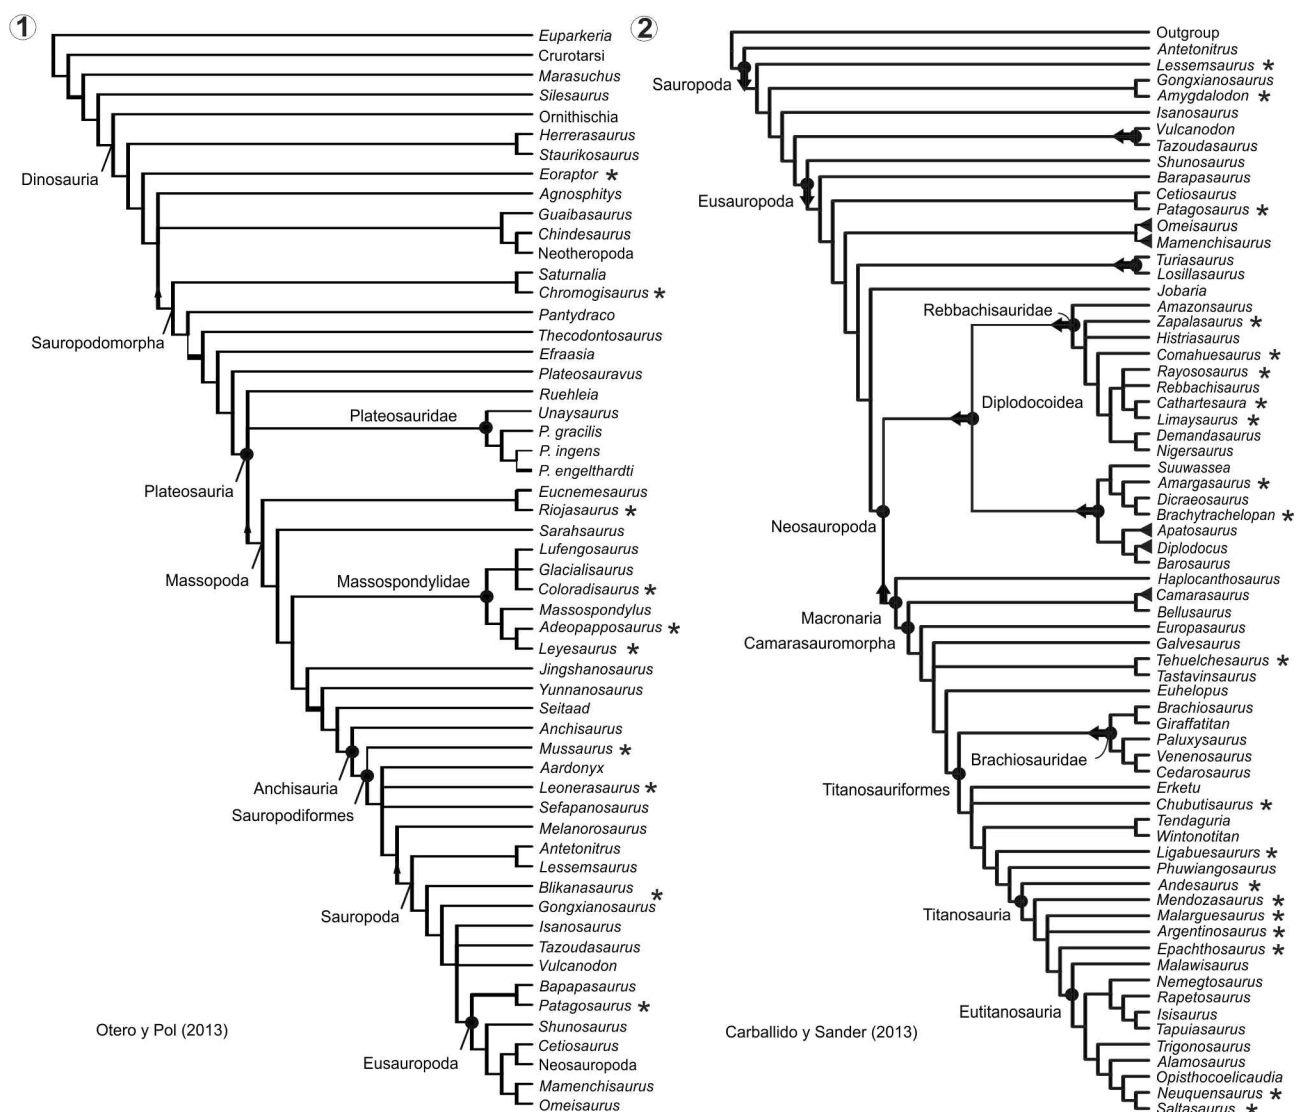 1
Euparkeria
Crurotarsi
Marasuchus
Silesaurus
Ornithischia
Herrerasaurus
Staurikosaurus
Dinosauria
Eoraptor *
Agnosphitys
Guaibasaurus
Chindesaurus
Neotheropoda
Saturnalia
Chromogisaurus *
Pantydraco
Sauropodomorpha
Thecodontosaurus
Efraasia
Plateosauravus
Ruehleia
Plateosauridae
Unaysaurus
P. gracilis
P. ingens
P. engelthardti
Plateosauria
Eucnemesaurus
Riojasaurus *
Sarahsaurus
Lufengosaurus
Glacialisaurus
Massopoda
Massospondylidae
Coloradisaurus *
Massospondylus
Adeopapposaurus *
Leyesaurus *
Jingshanosaurus
Yunnanosaurus
Seitaad
Anchisaurus
Mussaurus *
Aardonyx
Anchisauria
Leonerasaurus *
Sauropodiformes
Sefapanosaurus
Melanorosaurus
Antetonitrus
Lessemsaurus
Blikanasaurus
*
Gongxianosaurus
Sauropoda
Isanosaurus
Tazoudasaurus
Vulcanodon
Bapapasaurus
Patagosaurus *
Shunosaurus
Otero y Pol (2013)
Cetiosaurus
Eusauropoda
Neosauropoda
Mamenchisaurus
Omeisaurus
2
Outgroup
Antetonitrus
Lessemsaurus *
Sauropoda
Gongxianosaurus
Amygdalodon *
Isanosaurus
Vulcanodon
Tazoudasaurus
Shunosaurus
Barapasaurus
Cetiosaurus
Eusauropoda
Patagosaurus *
Omeisaurus
Mamenchisaurus
Turiasaurus
Losillasaurus
Jobaria
Rebbachisauridae
Amazonsaurus
Zapalasaurus *
Histriasaurus
Comahuesaurus *
Rayososaurus *
Rebbachisaurus
Diplodocoidea
Cathartesaura *
Limaysaurus *
Demandasaurus
Nigersaurus
Suuwassea
Amargasaurus *
Dicraeosaurus
Brachytrachelopan *
Neosauropoda
Apatosaurus
Diplodocus
Barosaurus
Haplocanthosaurus
Camarasaurus
Bellusaurus
Macronaria
Europasaurus
Camarasauromorpha
Galvesaurus
Tehuelchesaurus *
Tastavinsaurus
Euhelopus
Brachiosaurus
Giraffatitan
Paluxysaurus
Brachiosauridae
Venenosaurus
Cedarosaurus
Titanosauriformes
Erketu
Chubutisaurus *
Tendaguria
Wintonotitan
Ligabuesaururs *
Phuwiangosaurus
Andesaurus *
Mendozasaurus *
Titanosauria
Malarguesaurus *
Argentinosaurus *
Epachthosaurus *
Malawisaurus
Nemegtosaurus
Rapetosaurus
Eutitanosauria
Isisaurus
Tapuiasaurus
Carballido y Sander (2013)
Trigonosaurus
Alamosaurus
Opisthocoelicaudia
Neuquensaurus *
Saltasaurus *